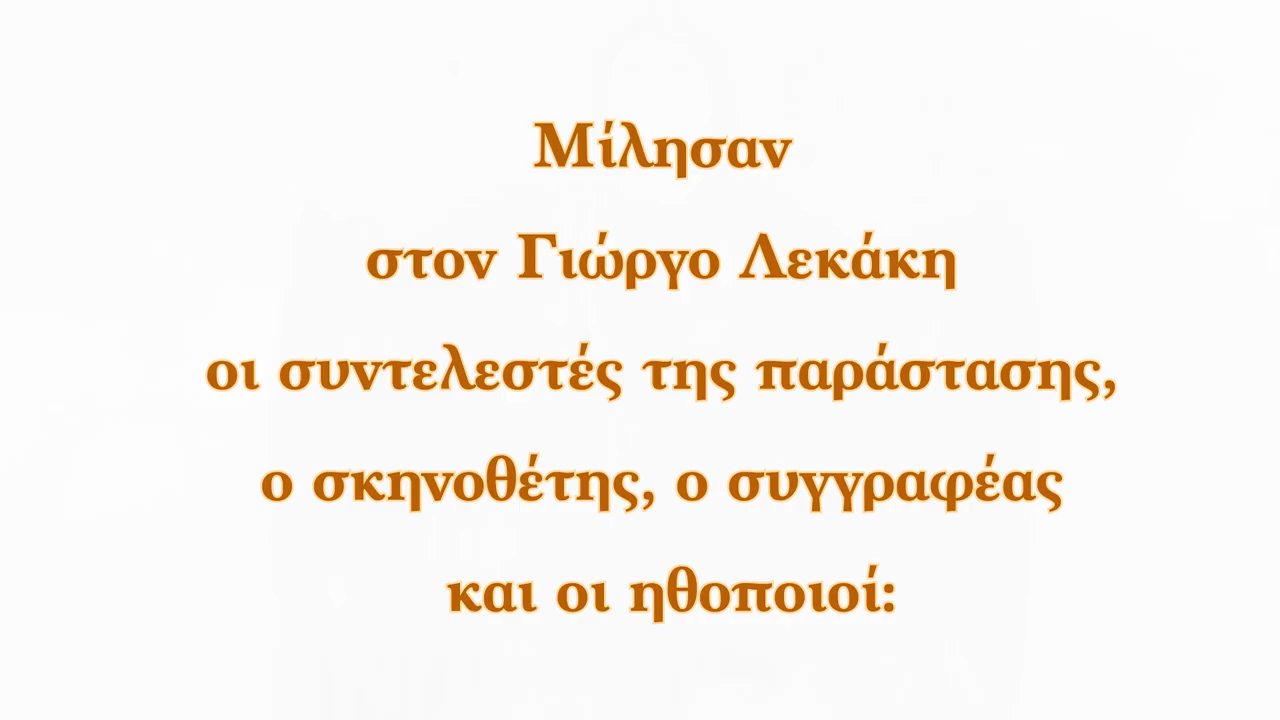 Μίλησαν
στον Γιώργο Λεκάκη
οι συντελεστές της παράστασης,
ο σκηνοθέτης, ο συγγραφέας
και οι ηθοποιοί: